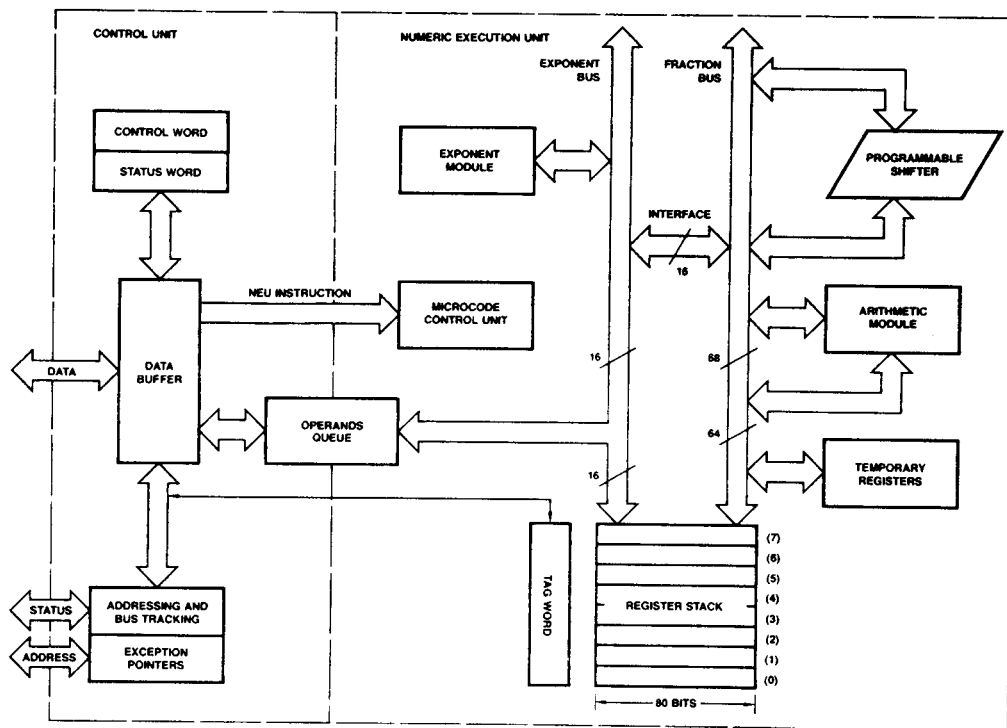 CONTROL UNIT
NUMERIC EXECUTION UNIT
EXPONENT
BUS
FRACTION
BUS
CONTROL WORD
STATUS WORD
EXPONENT
MODULE
PROGRAMMABLE
SHIFTER
INTERFACE
16
NEU INSTRUCTION
MICROCODE
CONTROL UNIT
ARITHMETIC
MODULE
DATA
DATA
BUFFER
16
68
OPERANDS
QUEUE
64
16
TEMPORARY
REGISTERS
TAG WORD
REGISTER STACK
(7)
(6)
(5)
(4)
(3)
(2)
(1)
(0)
80 BITS
STATUS
ADDRESSING AND
BUS TRACKING
ADDRESS
EXCEPTION
POINTERS